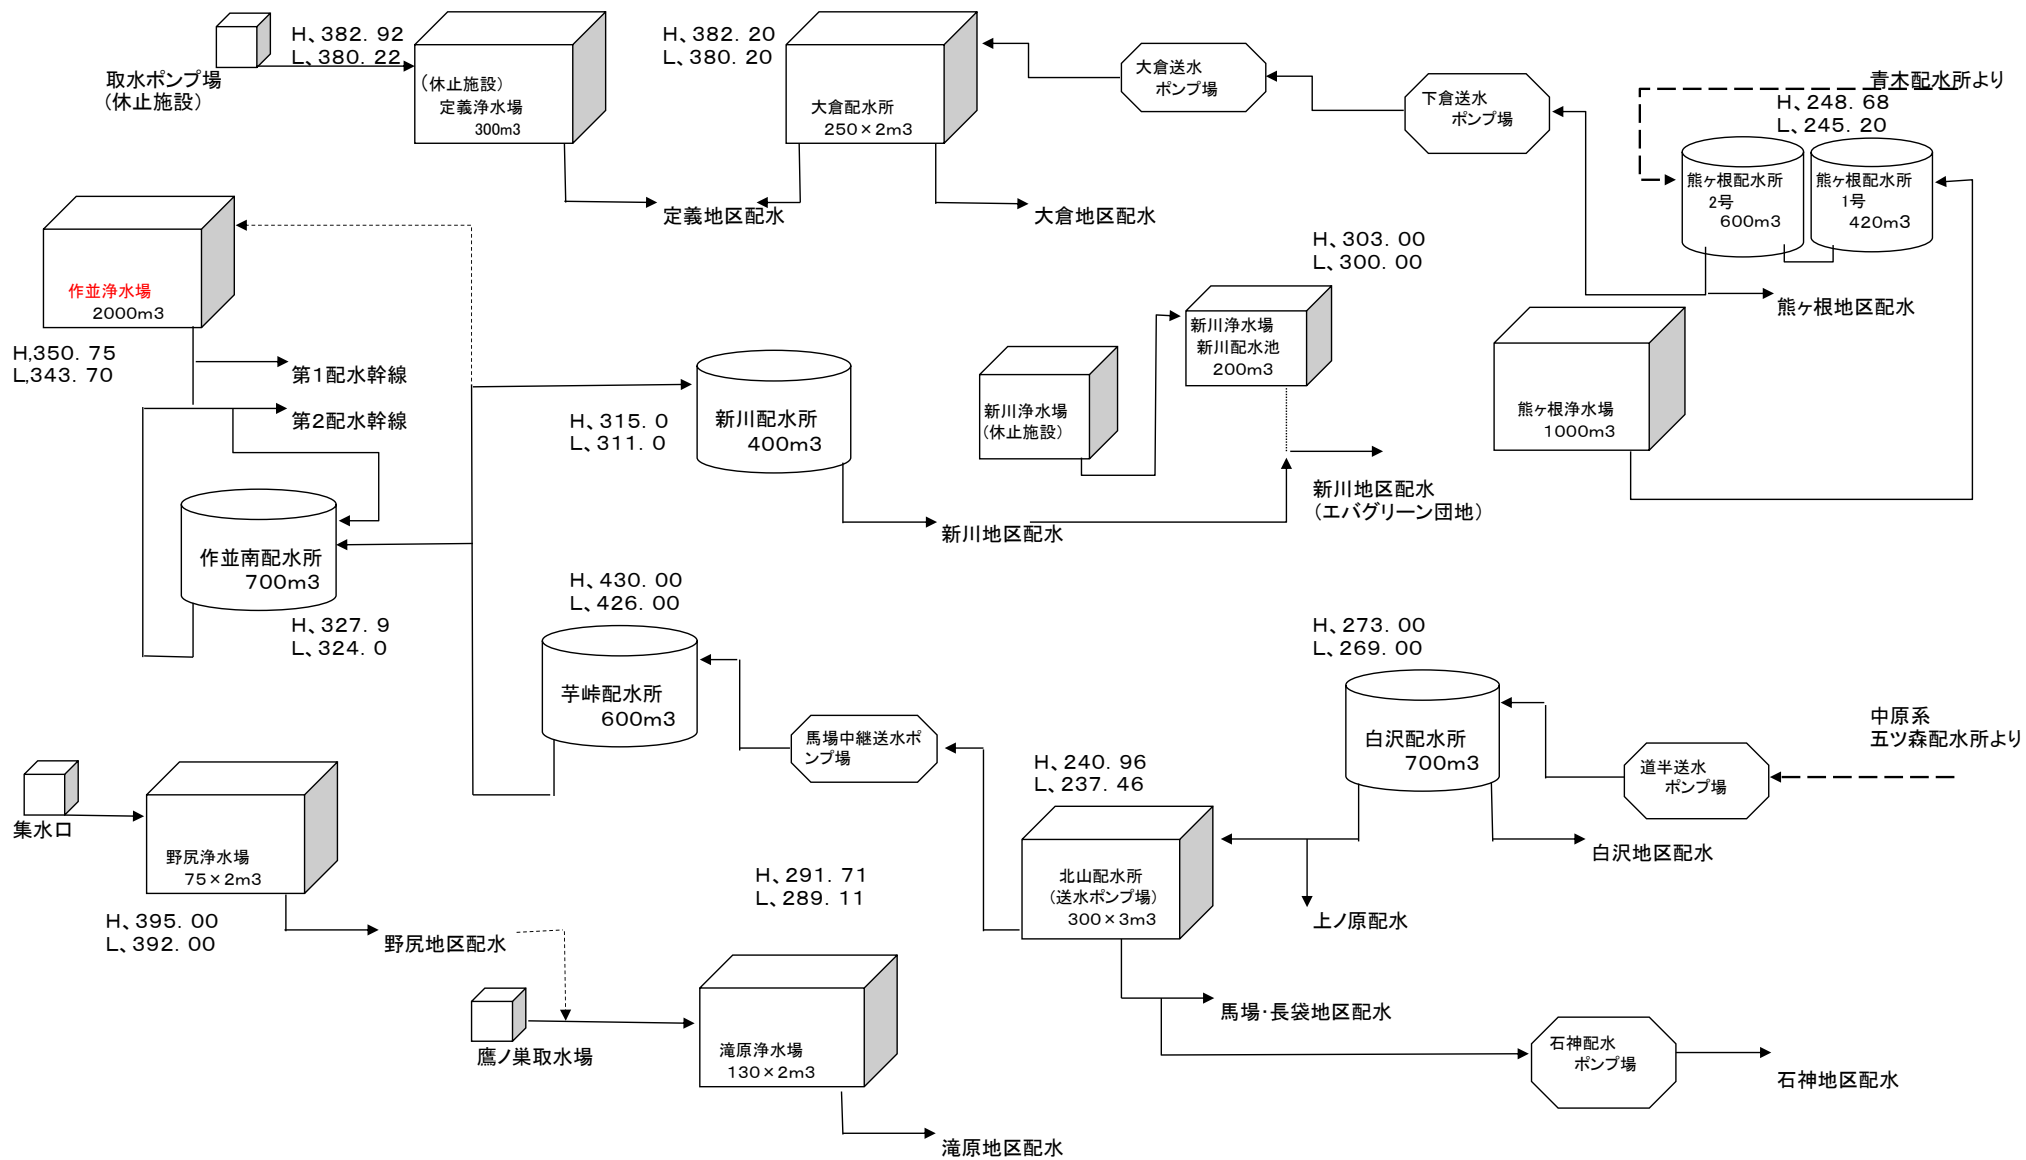 H、382．92
L、380．22
取水ポンプ場
（休止施設）
（休止施設）
定義浄水場
300m3
H、382．20
L、380．20
大倉配水所
250×2m3
大倉送水
ポンプ場
下倉送水
ポンプ場
青木配水所より
H、248．68
L、245．20
熊ヶ根配水所
2号
600m3
熊ヶ根配水所
1号
420m3
定義地区配水
大倉地区配水
熊ヶ根地区配水
作並浄水場
2000m3
H,350．75
L,343．70
第1配水幹線
第2配水幹線
H、303．00
L、300．00
新川浄水場
新川配水池
200m3
新川浄水場
（休止施設）
熊ヶ根浄水場
1000m3
H、315．0
L、311．0
新川配水所
400m3
新川地区配水
新川地区配水
（エバグリーン団地）
作並南配水所
700m3
H、327．9
L、324．0
H、430．00
L、426．00
芋峠配水所
600m3
馬場中継送水ポ
ンプ場
H、273．00
L、269．00
白沢配水所
700m3
中原系
五ツ森配水所より
道半送水
ポンプ場
H、240．96
L、237．46
北山配水所
（送水ポンプ場）
300×3m3
白沢地区配水
上ノ原配水
集水口
野尻浄水場
75×2m3
H、395．00
L、392．00
野尻地区配水
H、291．71
L、289．11
鷹ノ巣取水場
滝原浄水場
130×2m3
滝原地区配水
馬場・長袋地区配水
石神配水
ポンプ場
石神地区配水